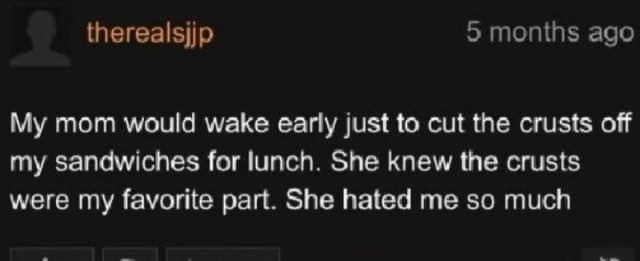 therealsjjp
5 months ago
My mom would wake early just to cut the crusts off
my sandwiches for lunch. She knew the crusts
were my favorite part. She hated me so much